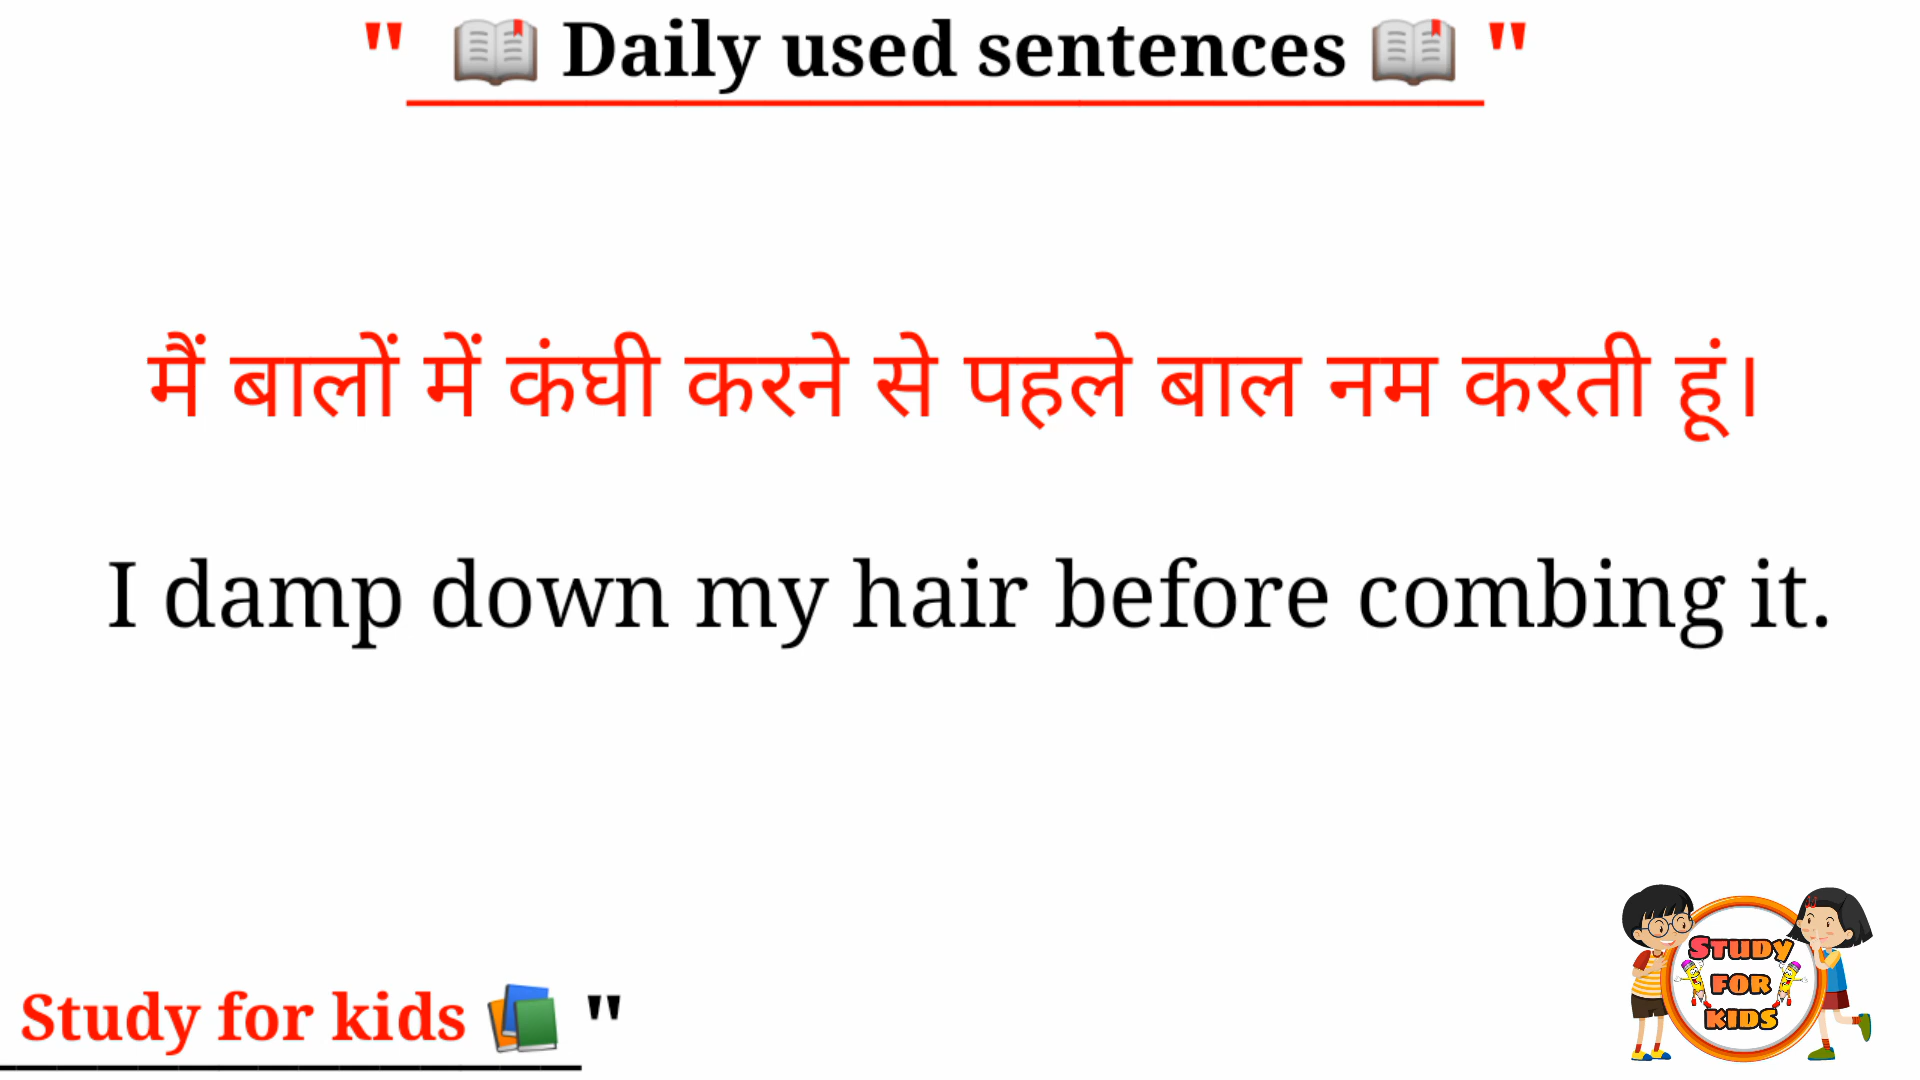 " 📖 Daily used sentences 📖 "
मैं बालों में कंघी करने से पहले बाल नम करती हूं।
I damp down my hair before combing it.
Study for kids 📚 "
STUDY
FOR
KIDS